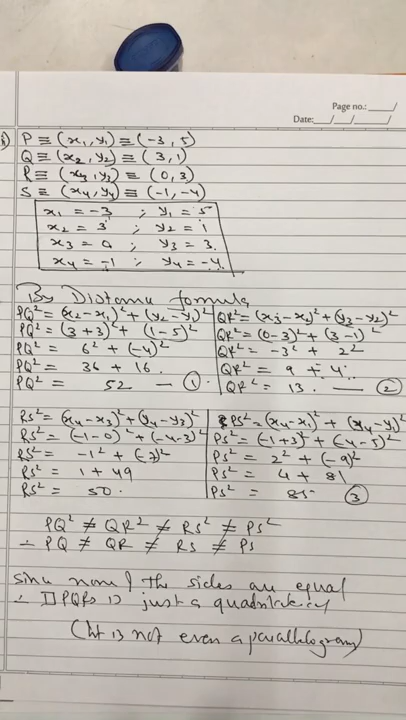 Page no.:
Date:
P ≡ (x₁, y₁) ≡ (-3, 5)
Q ≡ (x₂, y₂) ≡ (3, 1)
R ≡ (x₃, y₃) ≡ (0, 3)
S ≡ (x₄, y₄) ≡ (-1, -4)
x₁ = -3 ; y₁ = 5
x₂ = 3 ; y₂ = 1
x₃ = 0 ; y₃ = 3
x₄ = -1 ; y₄ = -4
By Distance formula
PQ² = (x₂-x₁)² + (y₂-y₁)²
PQ² = (3+3)² + (1-5)²
PQ² = 6² + (-4)²
PQ² = 36 + 16
PQ² = 52 — ①
QR² = (x₃-x₂)² + (y₃-y₂)²
QR² = (0-3)² + (3-1)²
QR² = -3² + 2²
QR² = 9 + 4
QR² = 13. — ②
RS² = (x₄-x₃)² + (y₄-y₃)²
RS² = (-1-0)² + (-4-3)²
RS² = -1² + (-7)²
RS² = 1 + 49
RS² = 50.
PS² = (x₄-x₁)² + (y₄-y₁)²
PS² = (-1+3)² + (-4-5)²
PS² = 2² + (-9)²
PS² = 4 + 81
PS² = 85 ③
PQ² ≠ QR² ≠ RS² ≠ PS²
∴ PQ ≠ QR ≠ RS ≠ PS
since none of the sides are equal
∴ □PQRS is just a quadrilateral
(It is not even a parallelogram)